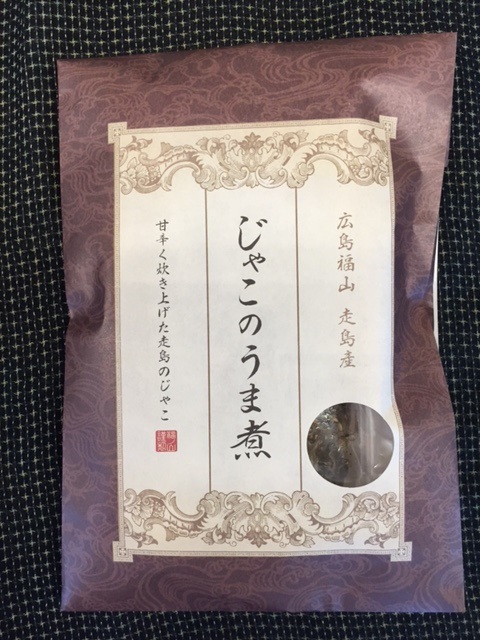 広島福山 走島産
じゃこのうま煮
甘辛く炊き上げた走島のじゃこ